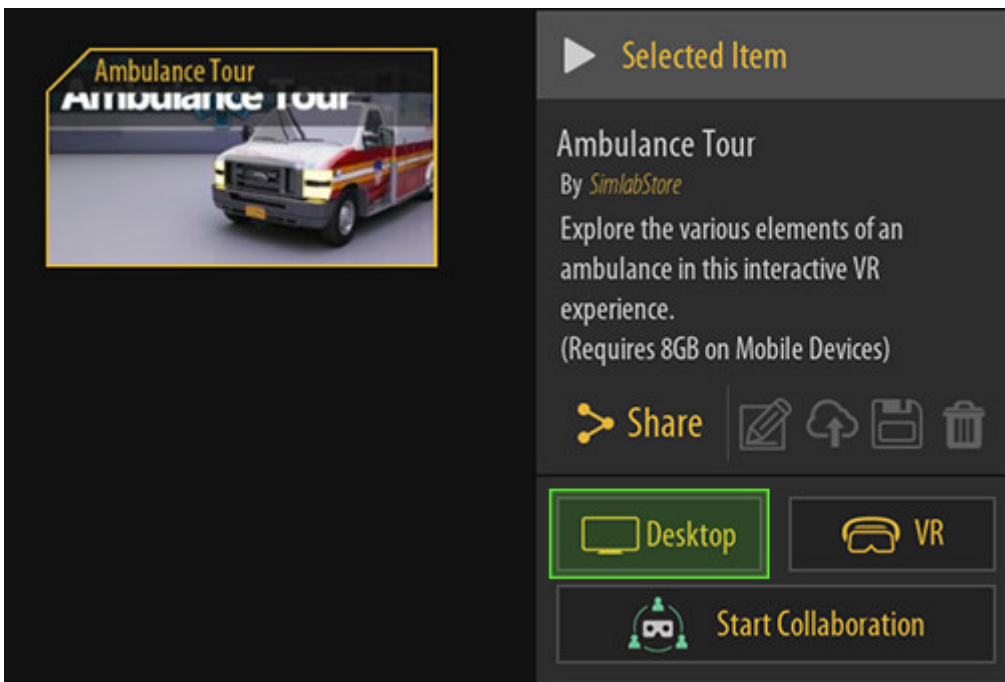 Ambulance Tour
Ambulance Tour
Selected Item
Ambulance Tour
By SimlabStore
Explore the various elements of an
ambulance in this interactive VR
experience.
(Requires 8GB on Mobile Devices)
Share
Desktop
VR
Start Collaboration